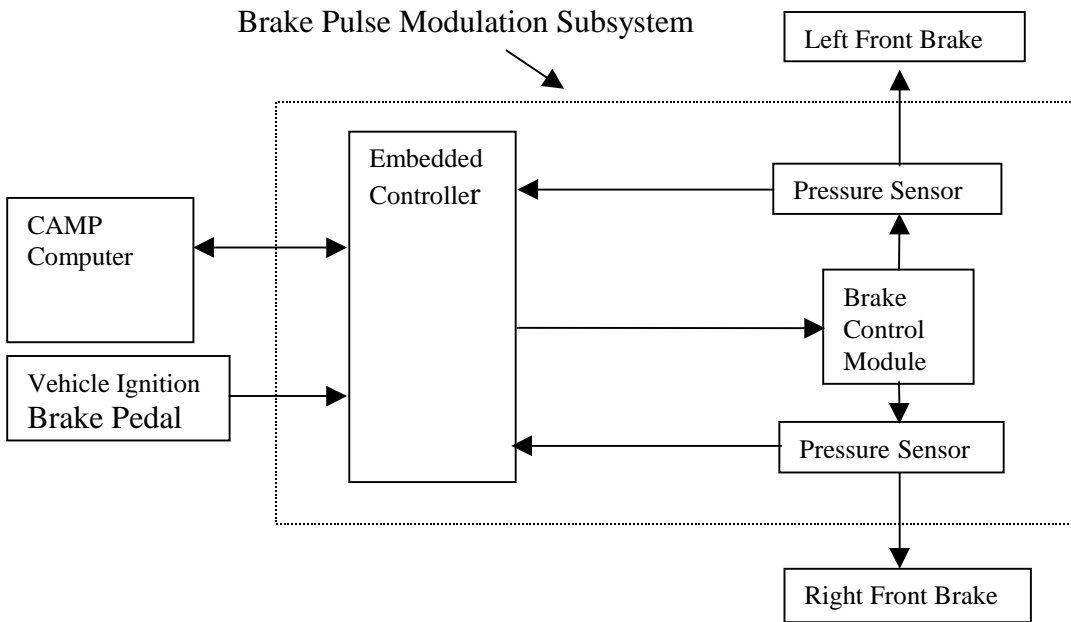 Brake Pulse Modulation Subsystem
Left Front Brake
Embedded
Controller
Pressure Sensor
CAMP
Computer
Brake
Control
Module
Vehicle Ignition
Brake Pedal
Pressure Sensor
Right Front Brake